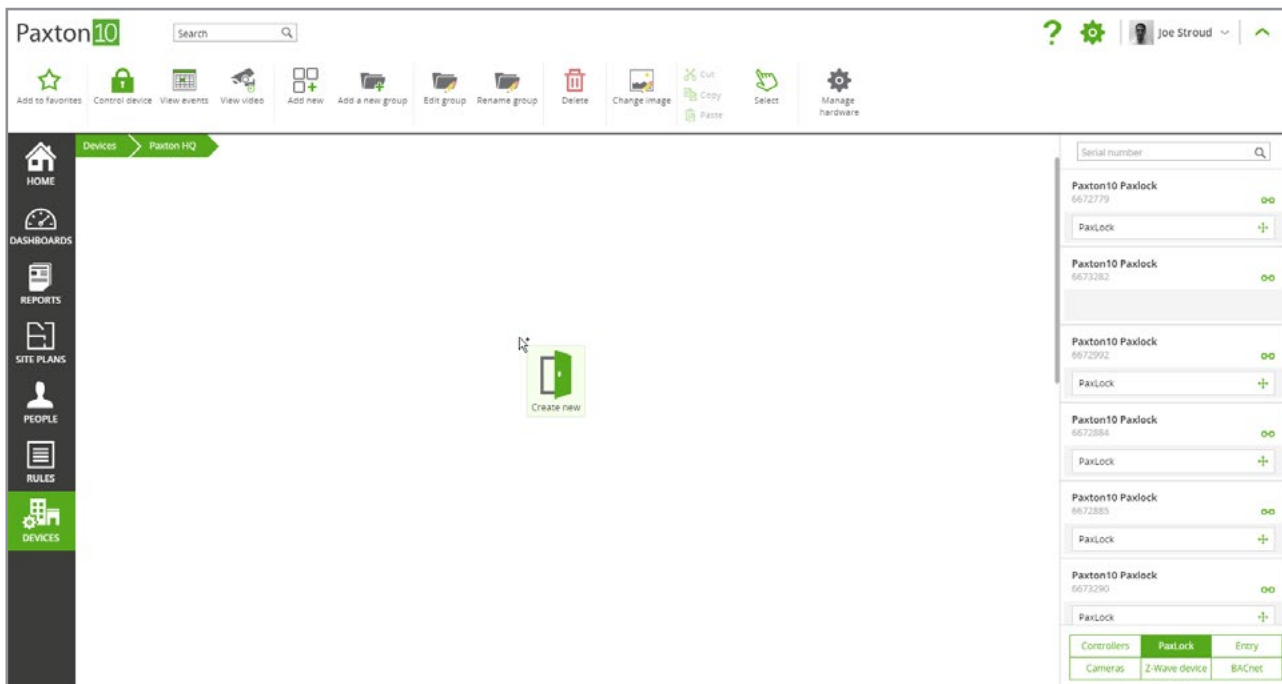 Paxton10
Search
Joe Stroud
Add to favorites
Control device
View events
View video
Add new
Add a new group
Edit group
Rename group
Delete
Change image
Cut
Copy
Paste
Select
Manage
hardware
HOME
DASHBOARDS
REPORTS
SITE PLANS
PEOPLE
RULES
DEVICES
Devices
Paxton HQ
Create new
Serial number
Paxton10 Paxlock
6672779
PaxLock
Paxton10 Paxlock
6673282
Paxton10 Paxlock
6672992
PaxLock
Paxton10 Paxlock
6672884
PaxLock
Paxton10 Paxlock
6672885
PaxLock
Paxton10 Paxlock
6673290
PaxLock
Controllers
PaxLock
Entry
Cameras
Z-Wave device
BACnet